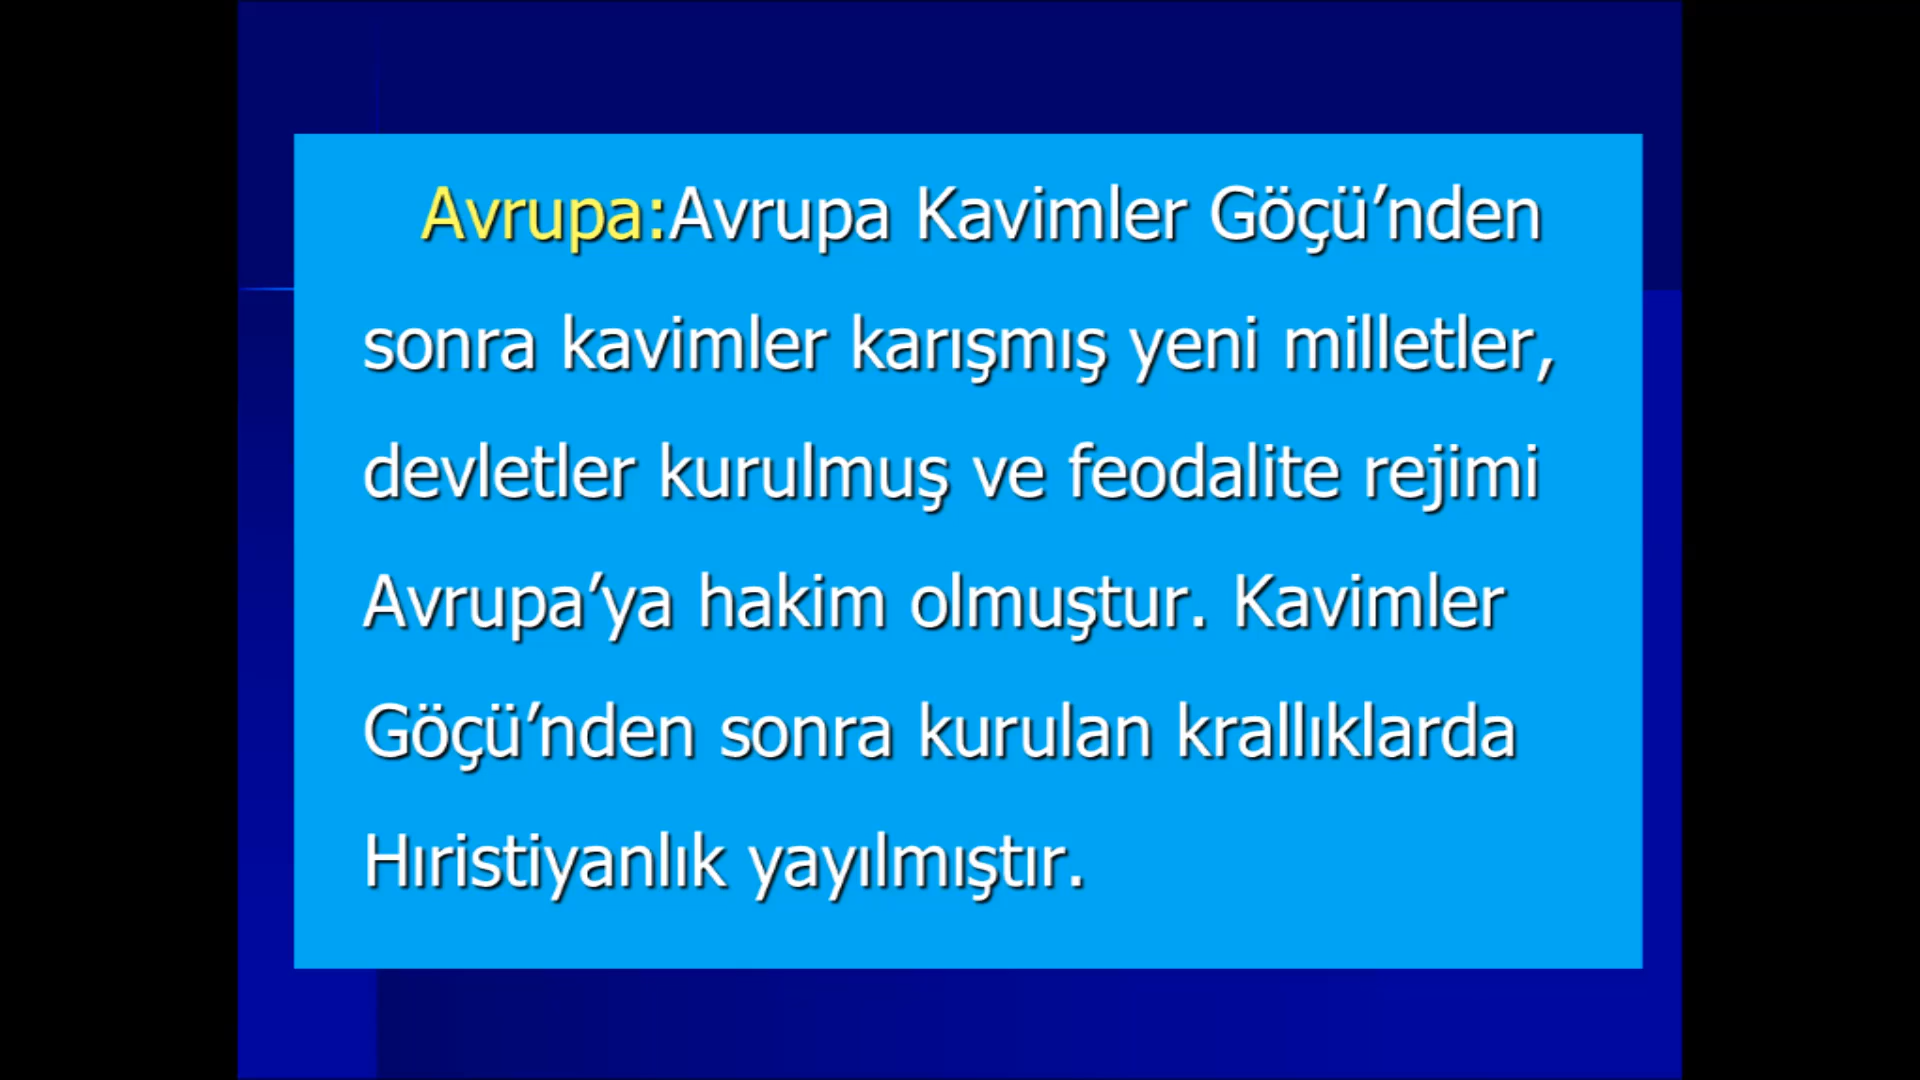 Avrupa:Avrupa Kavimler Göçü’nden
sonra kavimler karışmış yeni milletler,
devletler kurulmuş ve feodalite rejimi
Avrupa’ya hakim olmuştur. Kavimler
Göçü’nden sonra kurulan krallıklarda
Hıristiyanlık yayılmıştır.